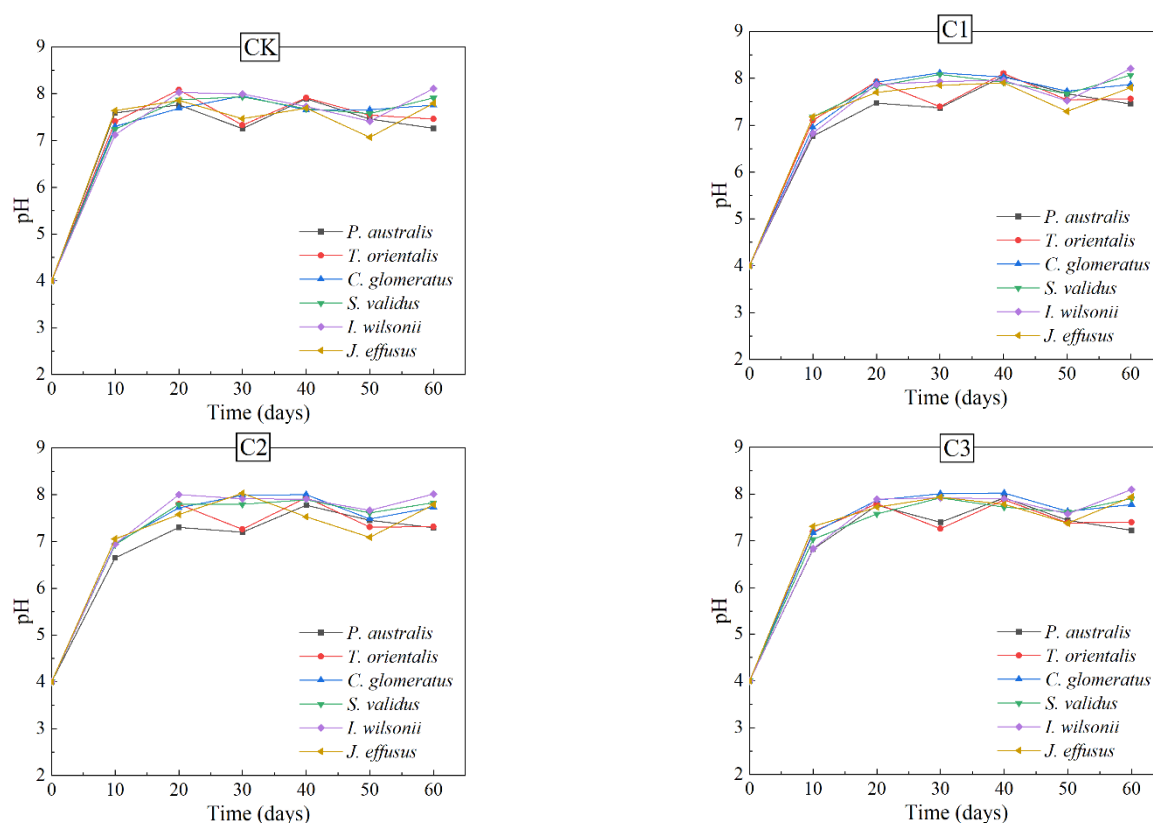 CK
9
8
7
6
5
4
3
2
pH
P. australis
T. orientalis
C. glomeratus
S. validus
I. wilsonii
J. effusus
0 10 20 30 40 50 60
Time (days)
C1
9
8
7
6
5
4
3
2
pH
P. australis
T. orientalis
C. glomeratus
S. validus
I. wilsonii
J. effusus
0 10 20 30 40 50 60
Time (days)
C2
9
8
7
6
5
4
3
2
pH
P. australis
T. orientalis
C. glomeratus
S. validus
I. wilsonii
J. effusus
0 10 20 30 40 50 60
Time (days)
C3
9
8
7
6
5
4
3
2
pH
P. australis
T. orientalis
C. glomeratus
S. validus
I. wilsonii
J. effusus
0 10 20 30 40 50 60
Time (days)